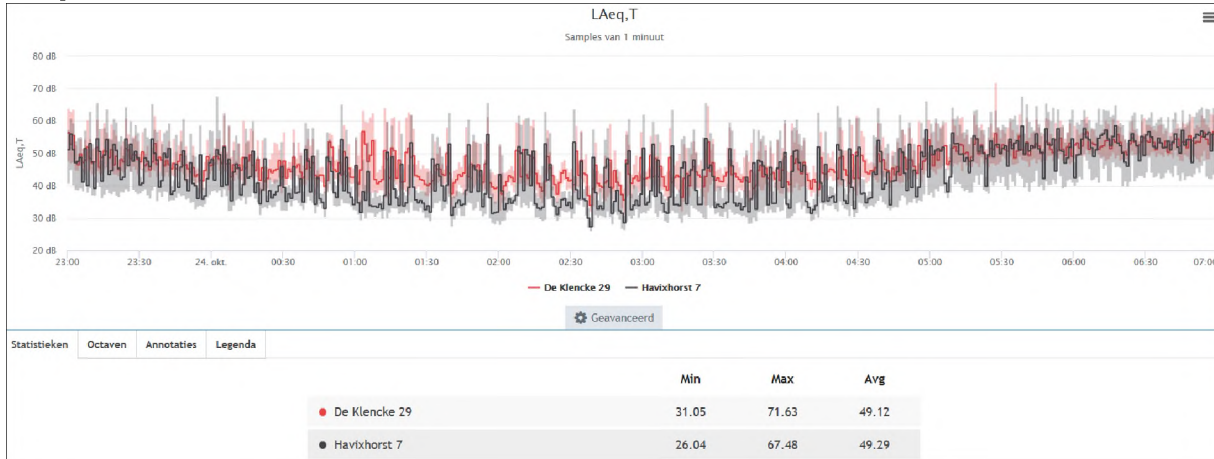 LAeq,T
Samples van 1 minuut
80 dB
70 dB
60 dB
50 dB
40 dB
30 dB
20 dB
LAeq,T
23:00 23:30 24. okt. 00:30 01:00 01:30 02:00 02:30 03:00 03:30 04:00 04:30 05:00 05:30 06:00 06:30 07:00
De Klencke 29 Havixhorst 7
Geavanceerd
Statistieken Octaven Annotaties Legenda
Min Max Avg
De Klencke 29 31.05 71.63 49.12
Havixhorst 7 26.04 67.48 49.29